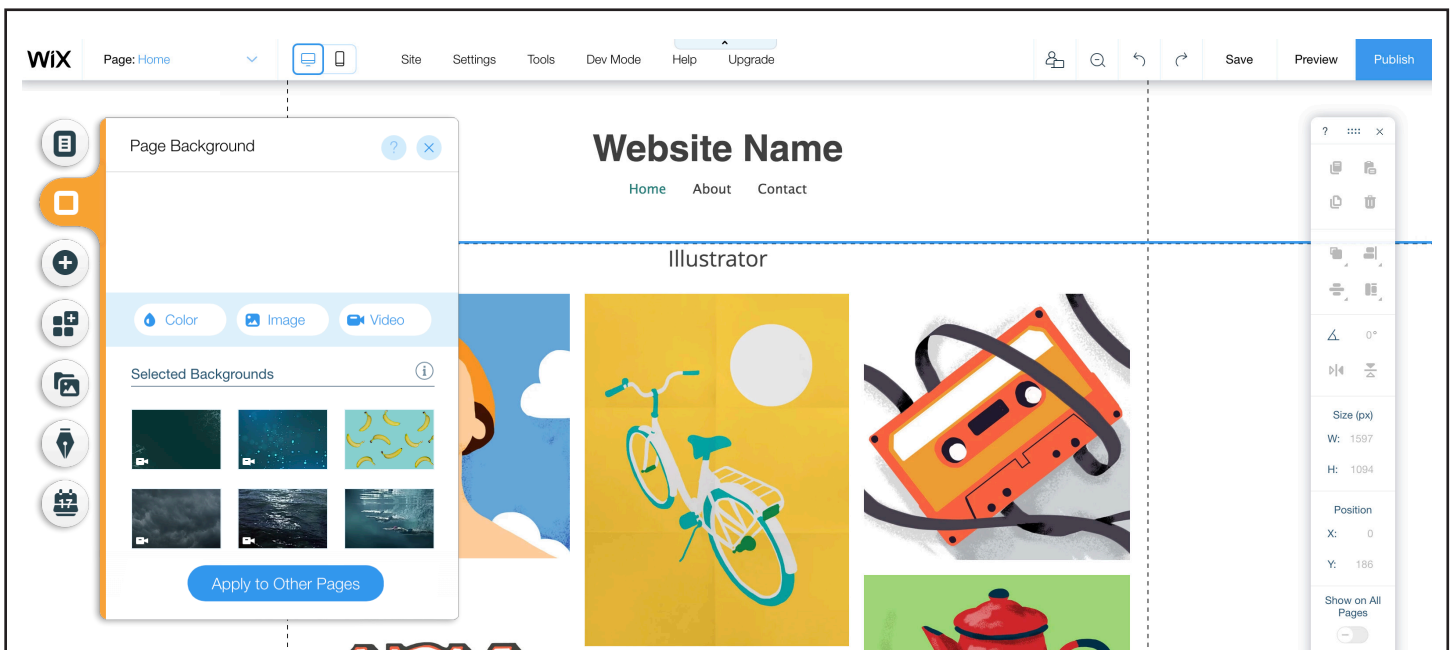 WiX
Page: Home
Site Settings Tools Dev Mode Help Upgrade
Save Preview Publish
Page Background
?
Color Image Video
Selected Backgrounds
i
Apply to Other Pages
17
Website Name
Home About Contact
Illustrator
?
0°
Size (px)
W: 1597
H: 1094
Position
X: 0
Y: 186
Show on All
Pages